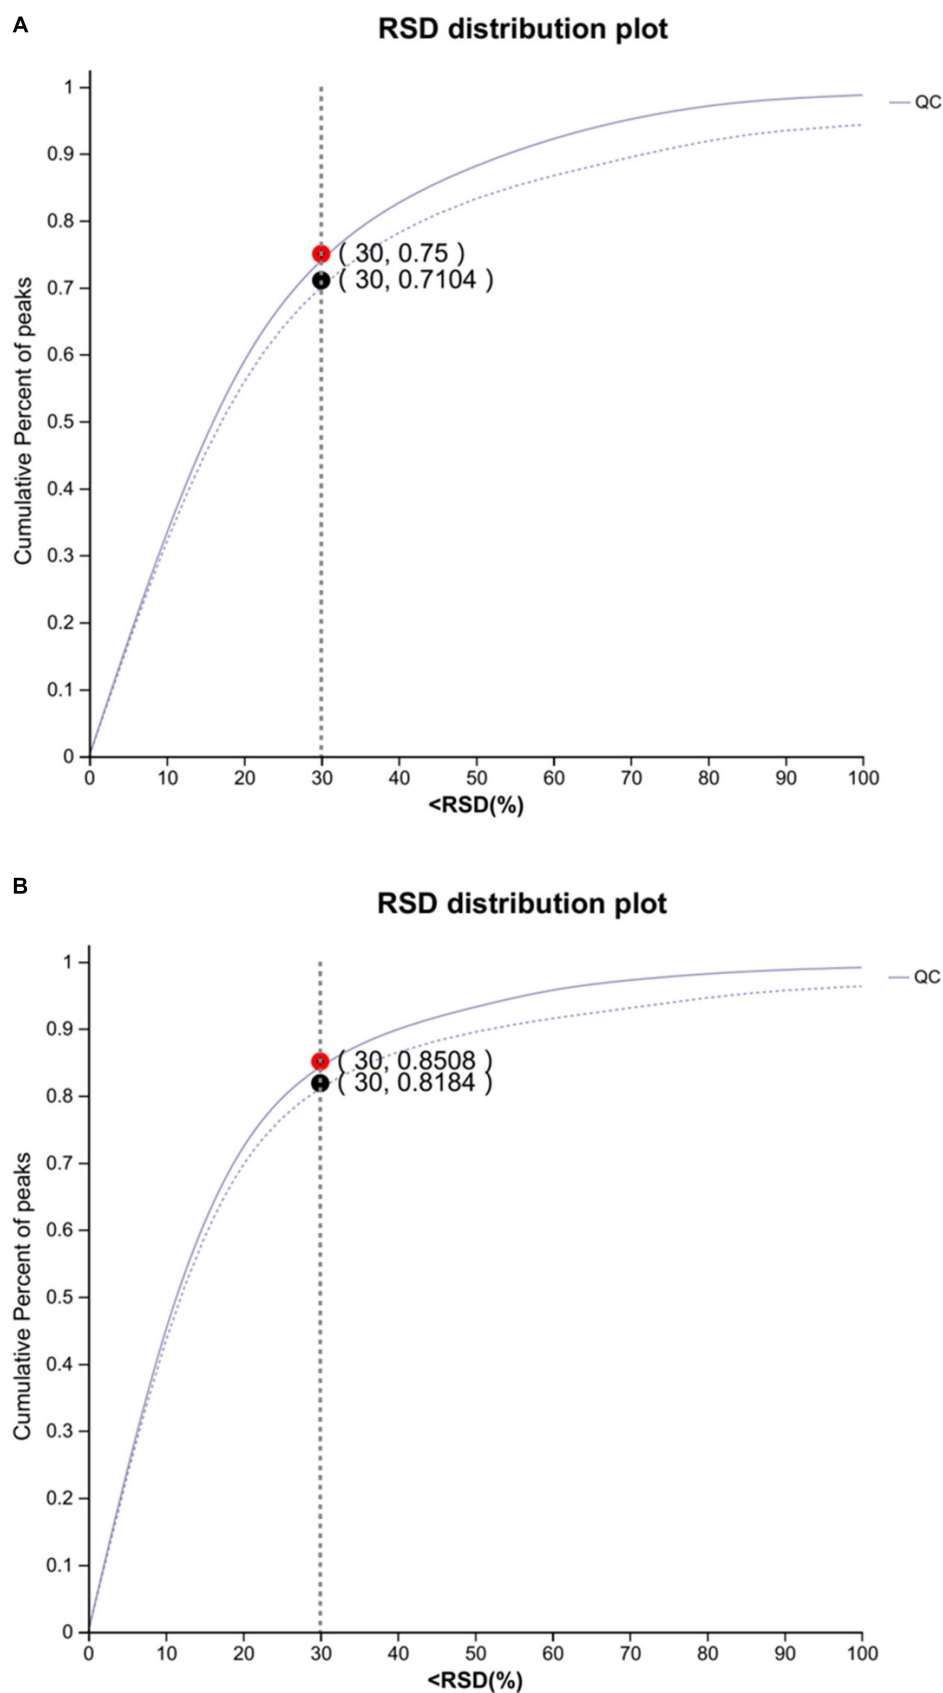 A
RSD distribution plot
QC
Cumulative Percent of peaks
1
0.9
0.8
0.7
0.6
0.5
0.4
0.3
0.2
0.1
0
( 30, 0.75 )
( 30, 0.7104 )
0 10 20 30 40 50 60 70 80 90 100
<RSD(%)
B
RSD distribution plot
QC
Cumulative Percent of peaks
1
0.9
0.8
0.7
0.6
0.5
0.4
0.3
0.2
0.1
0
( 30, 0.8508 )
( 30, 0.8184 )
0 10 20 30 40 50 60 70 80 90 100
<RSD(%)